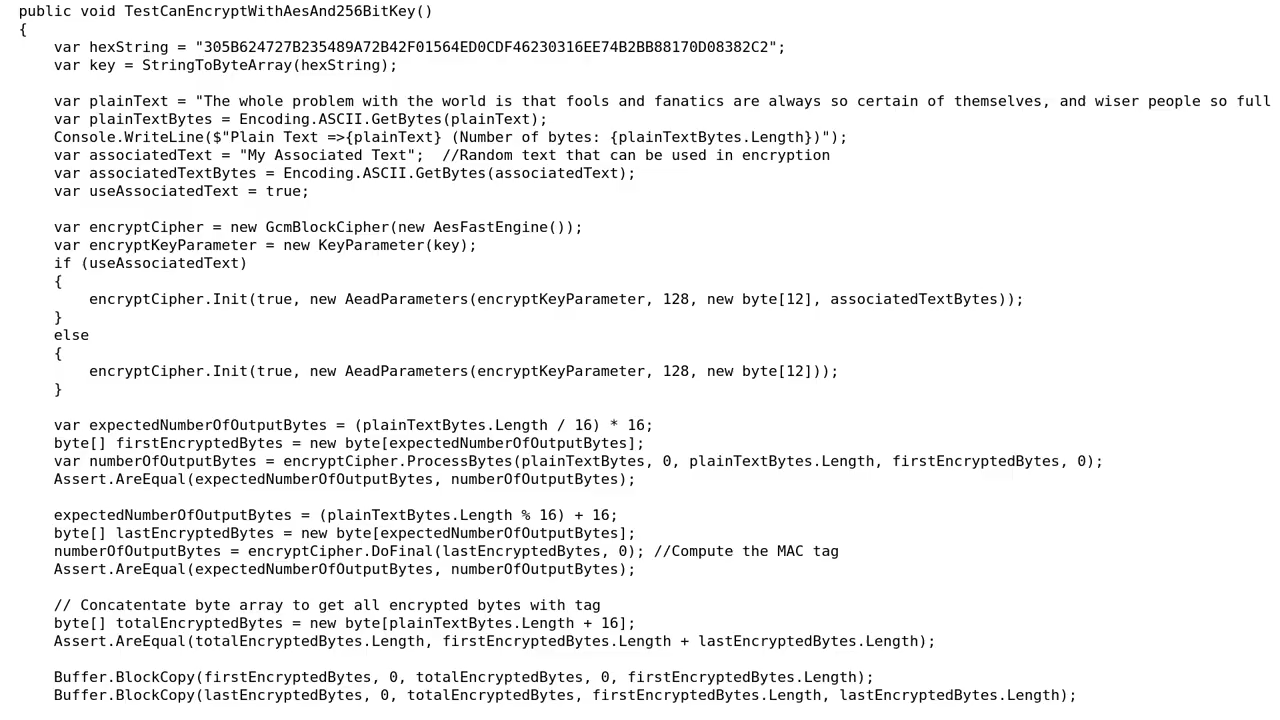 public void TestCanEncryptWithAesAnd256BitKey()
{
var hexString = "305B624727B235489A72B42F01564ED0CDF46230316EE74B2BB88170D08382C2";
var key = StringToByteArray(hexString);
var plainText = "The whole problem with the world is that fools and fanatics are always so certain of themselves, and wiser people so full
var plainTextBytes = Encoding.ASCII.GetBytes(plainText);
Console.WriteLine($"Plain Text =>{plainText} (Number of bytes: {plainTextBytes.Length})");
var associatedText = "My Associated Text";  //Random text that can be used in encryption
var associatedTextBytes = Encoding.ASCII.GetBytes(associatedText);
var useAssociatedText = true;
var encryptCipher = new GcmBlockCipher(new AesFastEngine());
var encryptKeyParameter = new KeyParameter(key);
if (useAssociatedText)
{
encryptCipher.Init(true, new AeadParameters(encryptKeyParameter, 128, new byte[12], associatedTextBytes));
}
else
{
encryptCipher.Init(true, new AeadParameters(encryptKeyParameter, 128, new byte[12]));
}
var expectedNumberOfOutputBytes = (plainTextBytes.Length / 16) * 16;
byte[] firstEncryptedBytes = new byte[expectedNumberOfOutputBytes];
var numberOfOutputBytes = encryptCipher.ProcessBytes(plainTextBytes, 0, plainTextBytes.Length, firstEncryptedBytes, 0);
Assert.AreEqual(expectedNumberOfOutputBytes, numberOfOutputBytes);
expectedNumberOfOutputBytes = (plainTextBytes.Length % 16) + 16;
byte[] lastEncryptedBytes = new byte[expectedNumberOfOutputBytes];
numberOfOutputBytes = encryptCipher.DoFinal(lastEncryptedBytes, 0); //Compute the MAC tag
Assert.AreEqual(expectedNumberOfOutputBytes, numberOfOutputBytes);
// Concatentate byte array to get all encrypted bytes with tag
byte[] totalEncryptedBytes = new byte[plainTextBytes.Length + 16];
Assert.AreEqual(totalEncryptedBytes.Length, firstEncryptedBytes.Length + lastEncryptedBytes.Length);
Buffer.BlockCopy(firstEncryptedBytes, 0, totalEncryptedBytes, 0, firstEncryptedBytes.Length);
Buffer.BlockCopy(lastEncryptedBytes, 0, totalEncryptedBytes, firstEncryptedBytes.Length, lastEncryptedBytes.Length);